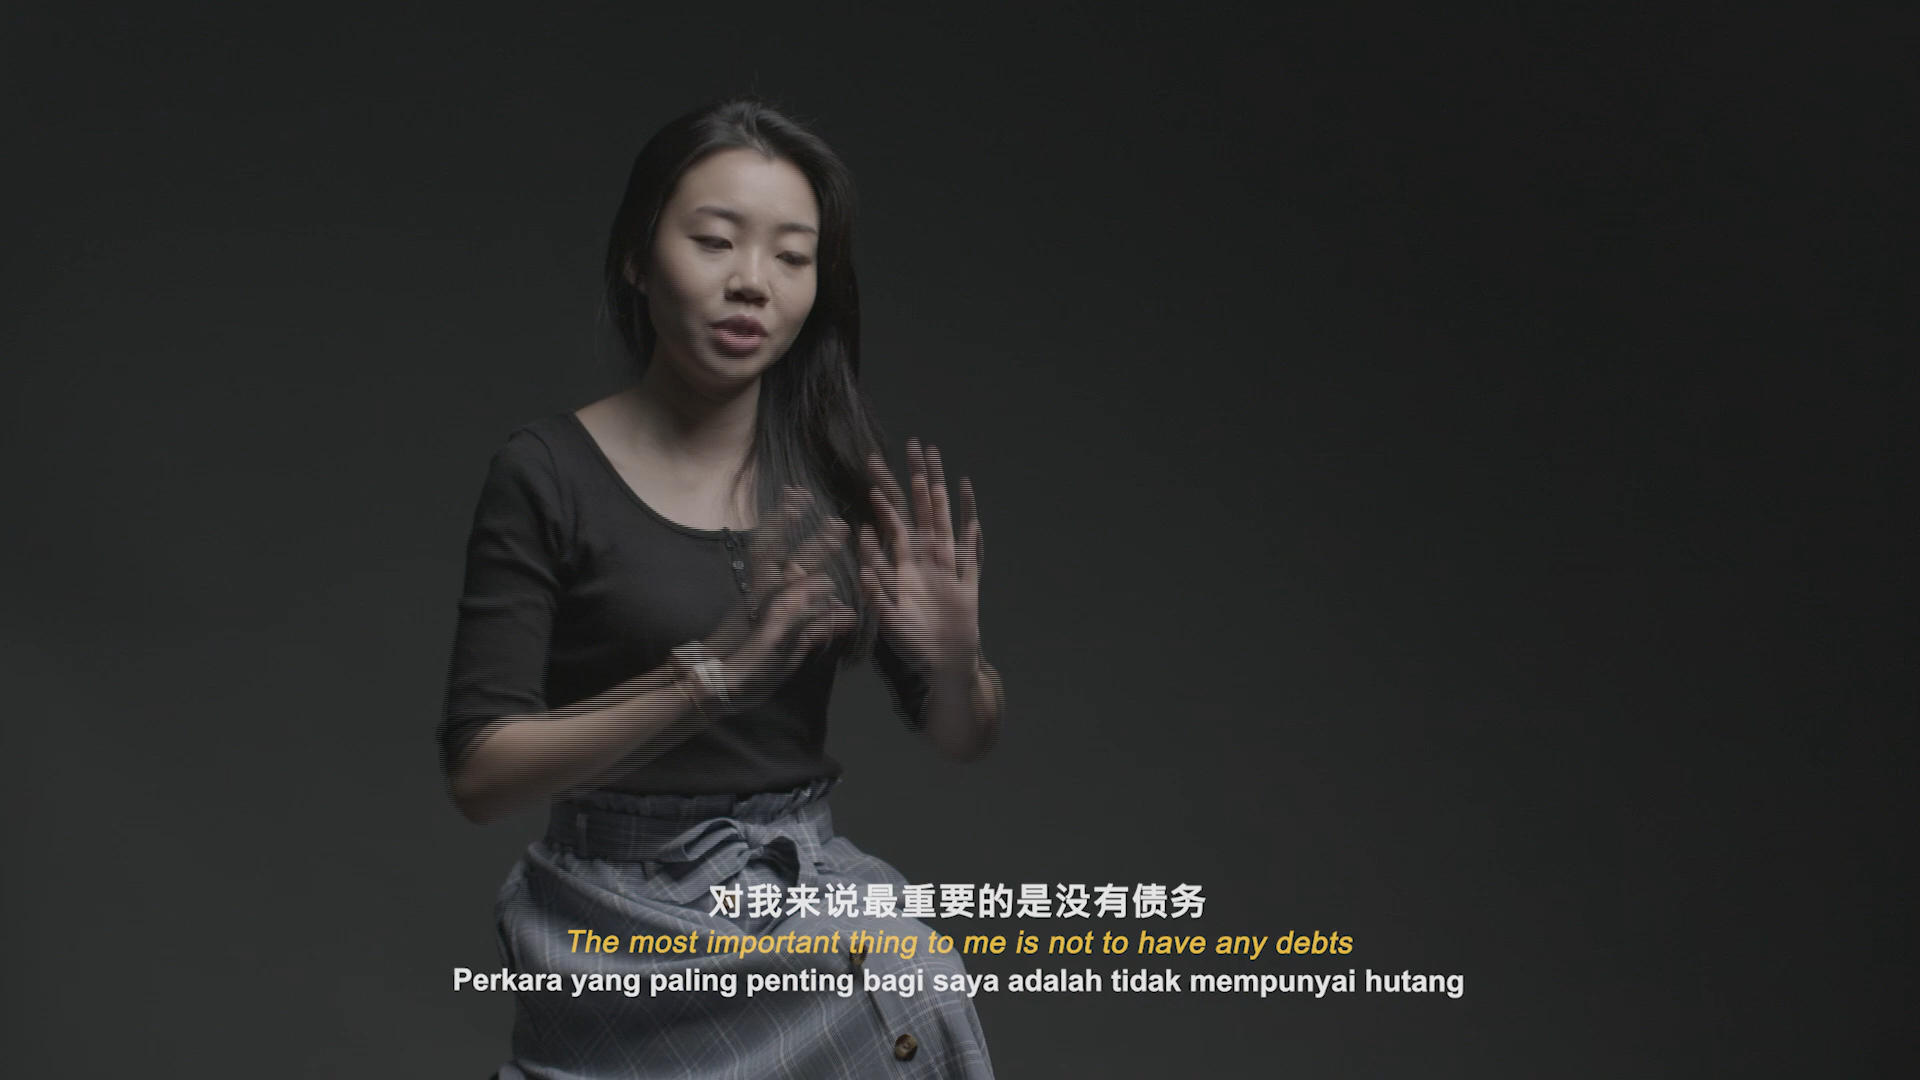 对我来说最重要的是没有债务
The most important thing to me is not to have any debts
Perkara yang paling penting bagi saya adalah tidak mempunyai hutang